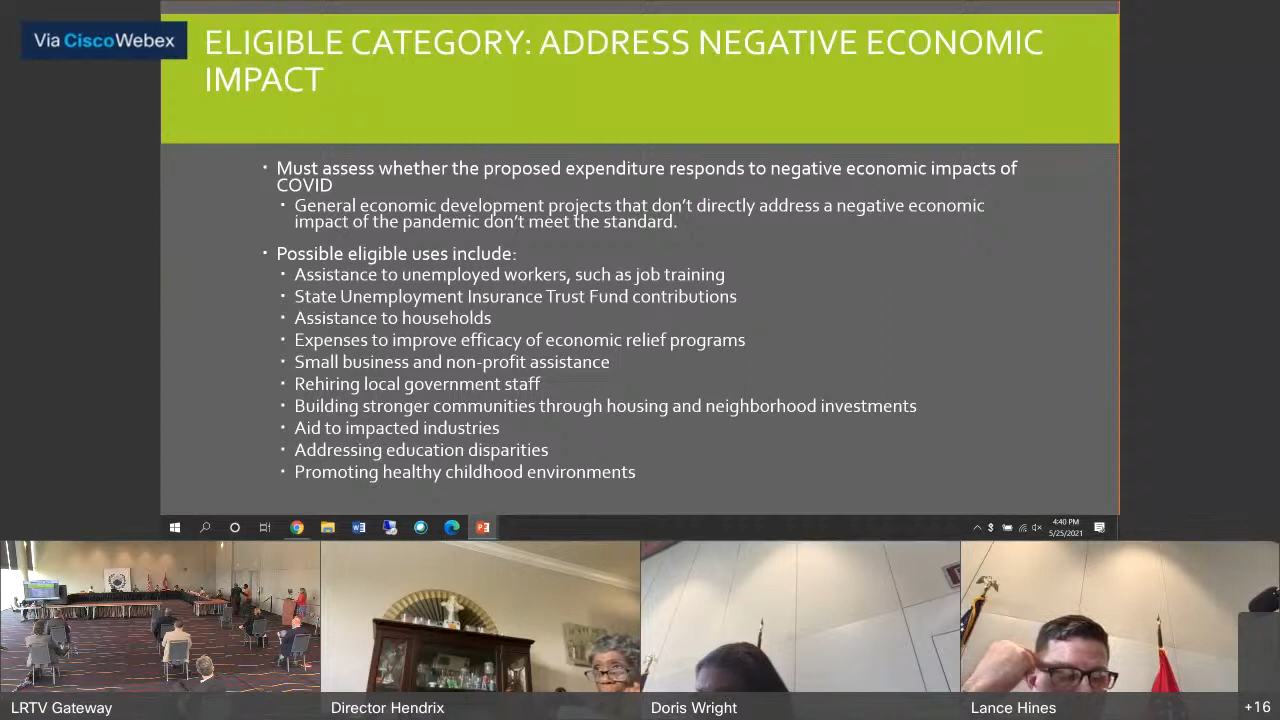 Via CiscoWebex
ELIGIBLE CATEGORY: ADDRESS NEGATIVE ECONOMIC
IMPACT
• Must assess whether the proposed expenditure responds to negative economic impacts of
COVID
• General economic development projects that don't directly address a negative economic
impact of the pandemic don't meet the standard.
• Possible eligible uses include:
• Assistance to unemployed workers, such as job training
• State Unemployment Insurance Trust Fund contributions
• Assistance to households
• Expenses to improve efficacy of economic relief programs
• Small business and non-profit assistance
• Rehiring local government staff
• Building stronger communities through housing and neighborhood investments
• Aid to impacted industries
• Addressing education disparities
• Promoting healthy childhood environments
4:40 PM
5/25/2021
LRTV Gateway
Director Hendrix
Doris Wright
Lance Hines
+16